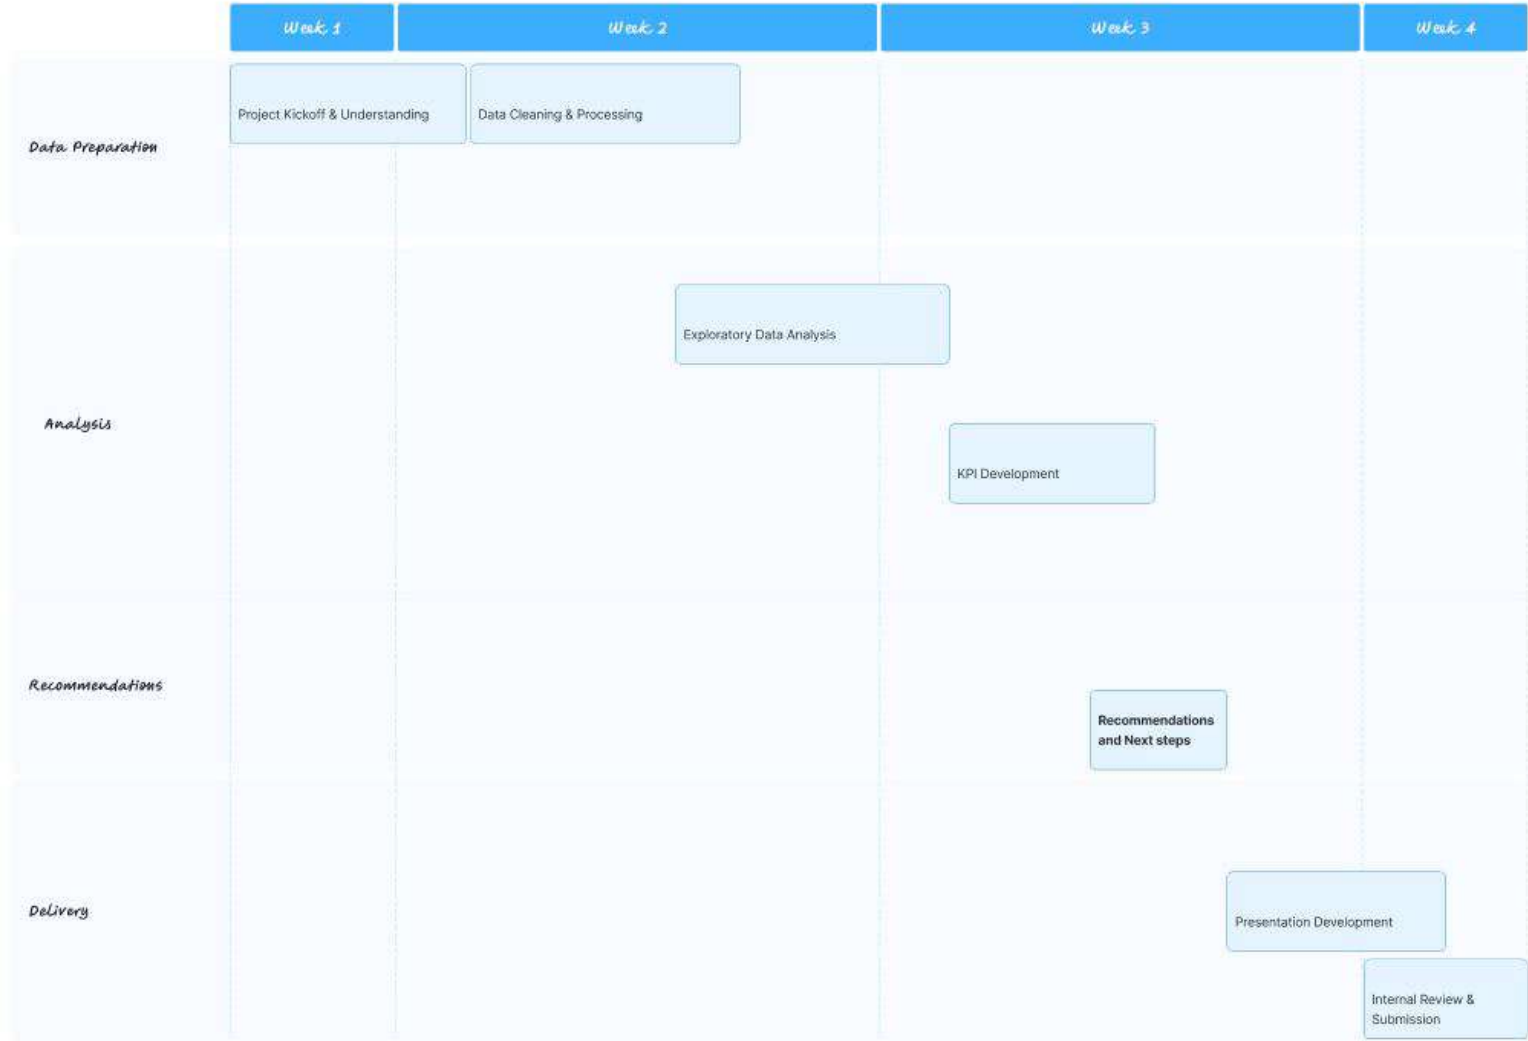 Week 1
Week 2
Week 3
Week 4
Data Preparation
Project Kickoff & Understanding
Data Cleaning & Processing
Analysis
Exploratory Data Analysis
KPI Development
Recommendations
Recommendations
and Next steps
Delivery
Presentation Development
Internal Review &
Submission